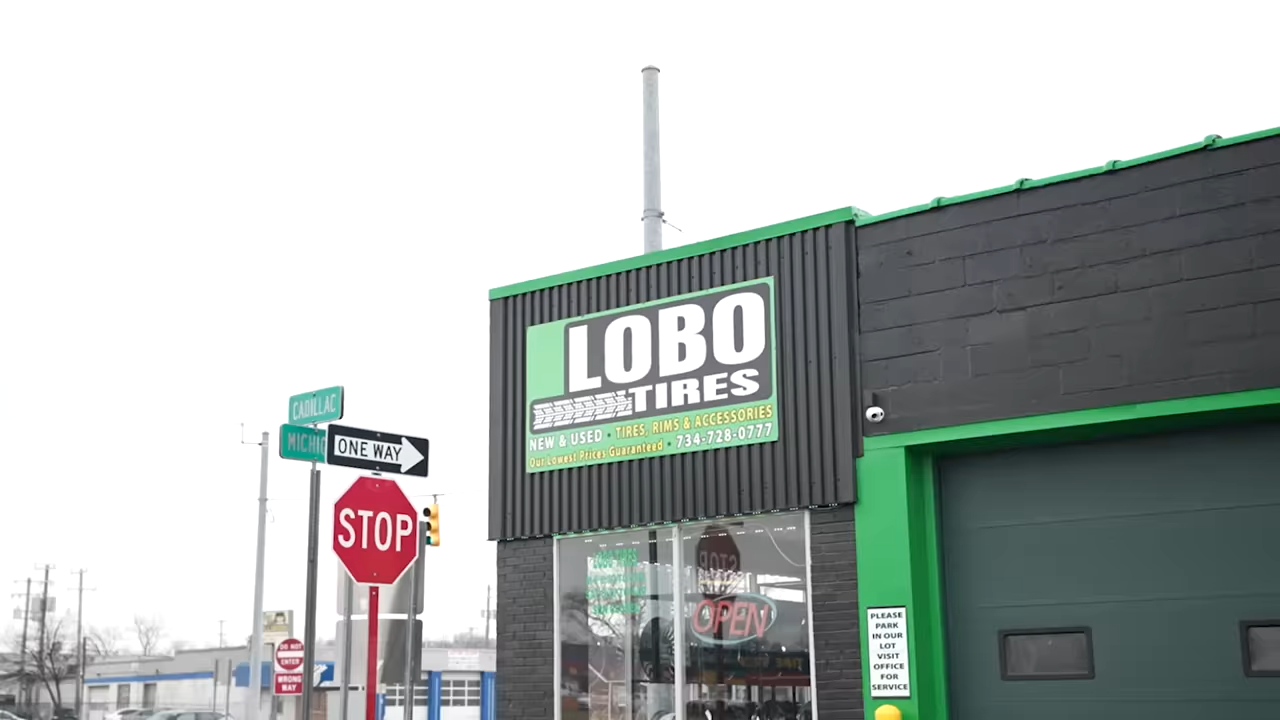 LOBO
TIRES
NEW & USED • TIRES, RIMS & ACCESSORIES
Our Lowest Prices Guaranteed • 734-728-0777
CADILLAC
ONE WAY
STOP
OPEN
DO NOT
ENTER
WRONG
WAY
PLEASE
PARK
IN OUR
LOT
VISIT
OFFICE
FOR
SERVICE